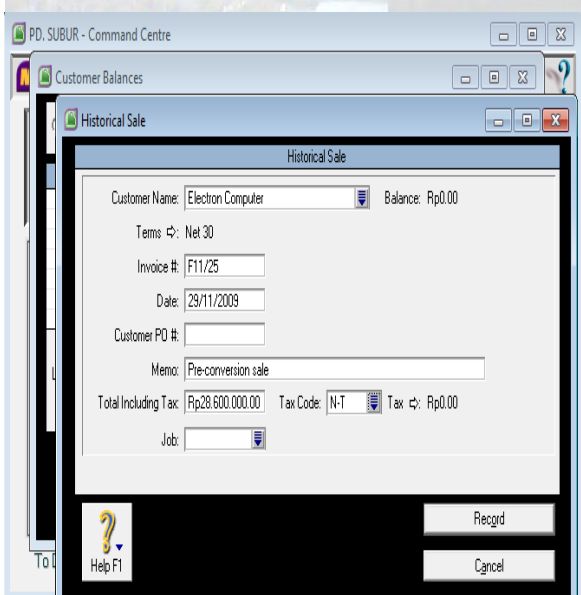 PD. SUBUR - Command Centre
Customer Balances
Historical Sale
Historical Sale
Customer Name: Electron Computer Balance: Rp0.00
Terms ⇨: Net 30
Invoice #: F11/25
Date: 29/11/2009
Customer PO #:
Memo: Pre-conversion sale
Total Including Tax: Rp28.600.000.00 Tax Code: N-T Tax ⇨: Rp0.00
Job:
Record
Help F1
Cancel
To